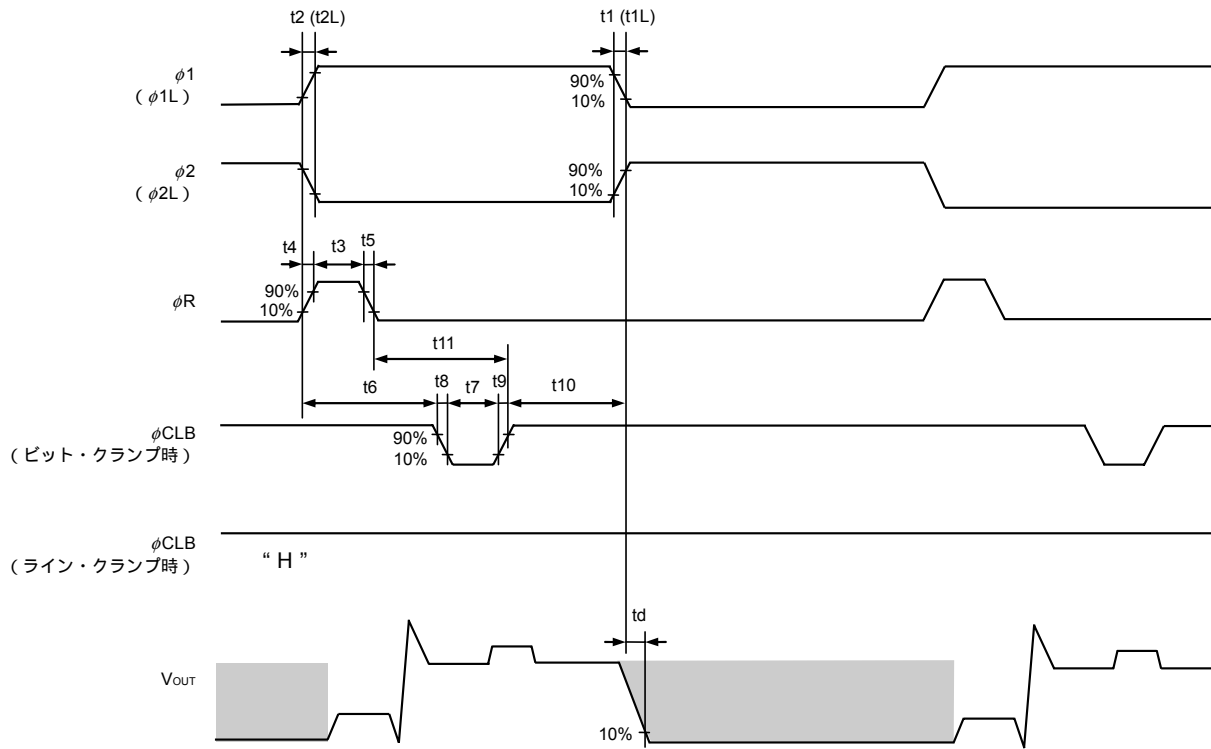 t2 (t2L)
t1 (t1L)
φ1
( φ1L )
90%
10%
φ2
( φ2L )
90%
10%
t4
t3
t5
φR
90%
10%
t11
t6
t8
t7
t9
t10
φCLB
( ビット・クランプ時 )
90%
10%
φCLB
( ライン・クランプ時 )
“ H ”
td
VOUT
10%